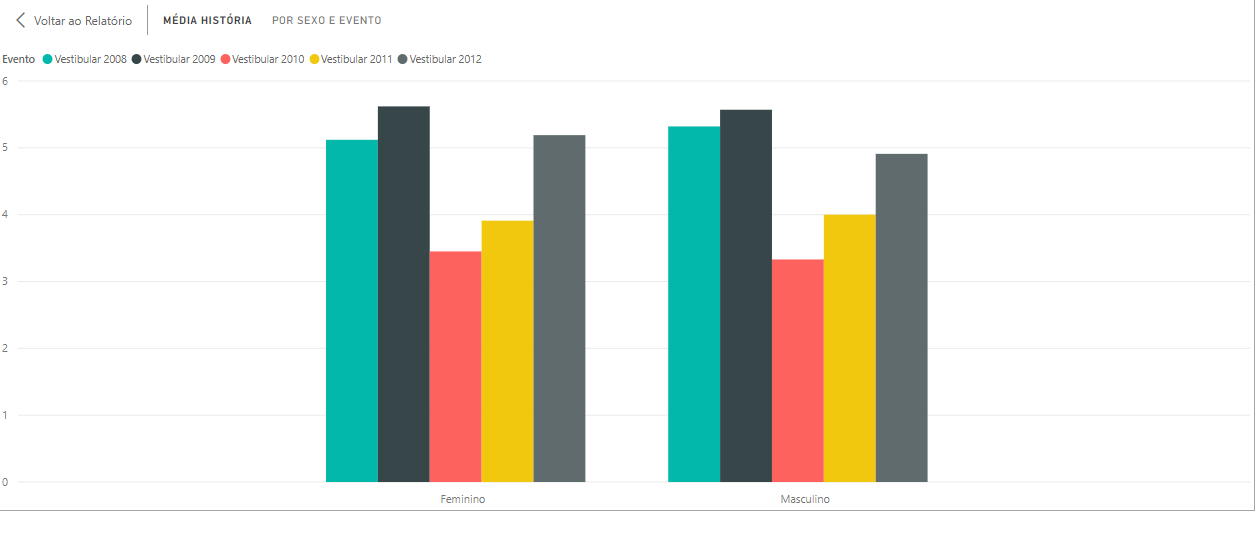 Voltar ao Relatório MÉDIA HISTÓRIA POR SEXO E EVENTO
Evento Vestibular 2008 Vestibular 2009 Vestibular 2010 Vestibular 2011 Vestibular 2012
6
5
4
3
2
1
0
Feminino Masculino